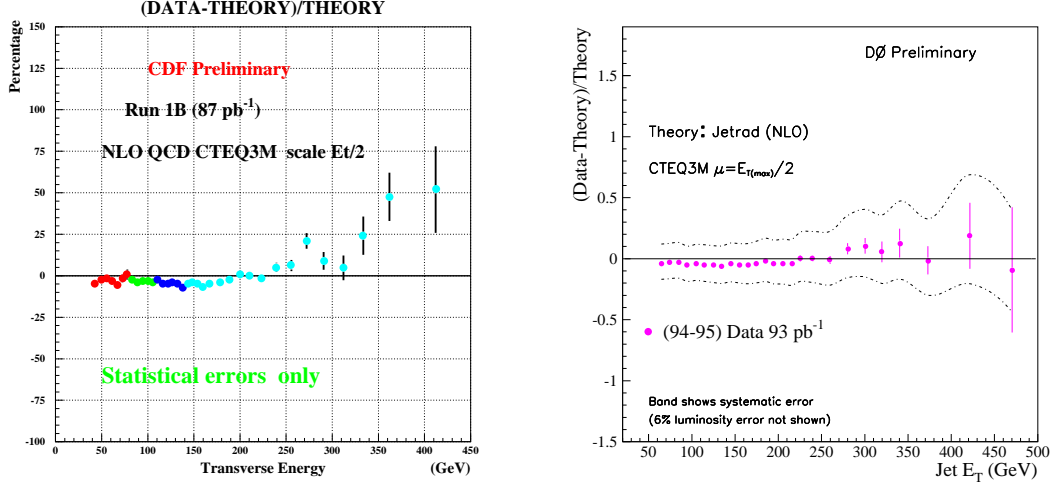 (DATA-THEORY)/THEORY
Percentage
150
125
100
75
50
25
0
-25
-50
-75
-100
CDF Preliminary
Run 1B (87 pb-1)
NLO QCD CTEQ3M scale Et/2
Statistical errors only
0 50 100 150 200 250 300 350 400 450
Transverse Energy (GeV)
(Data-Theory)/Theory
1.5
1
0.5
0
-0.5
-1
-1.5
DØ Preliminary
Theory: Jetrad (NLO)
CTEQ3M μ=ET(max)/2
(94-95) Data 93 pb-1
Band shows systematic error
(6% luminosity error not shown)
50 100 150 200 250 300 350 400 450 500
Jet ET (GeV)